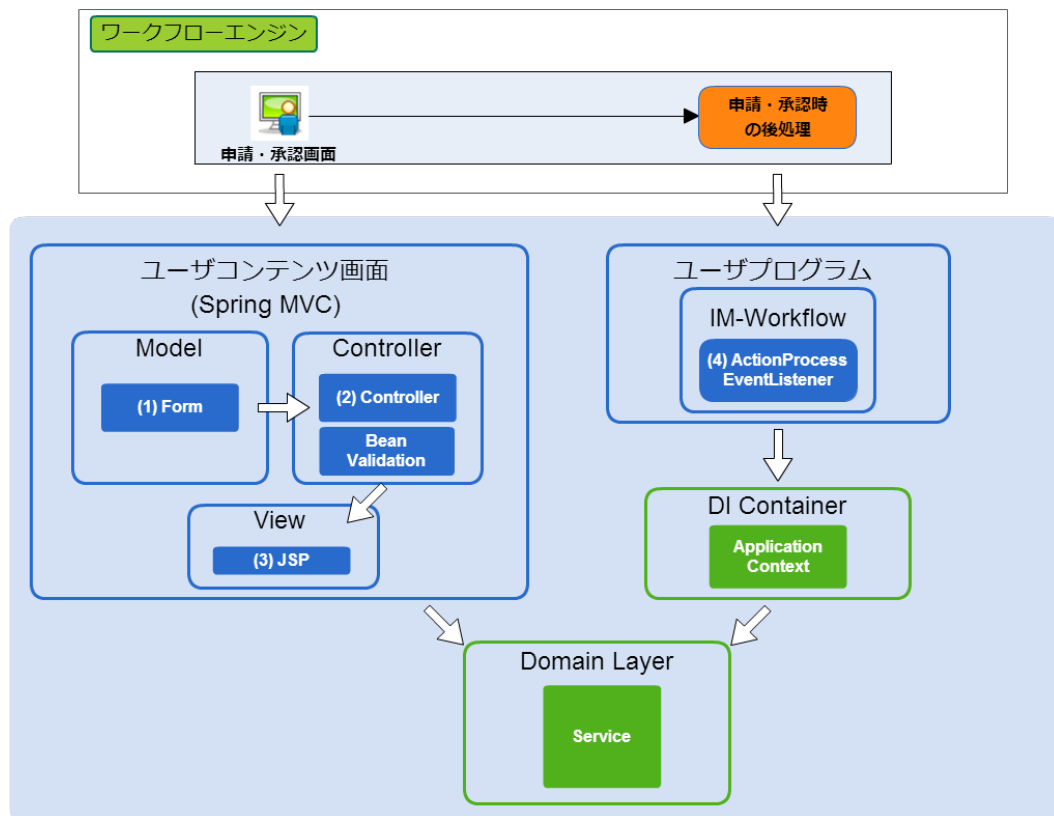 ワークフローエンジン
申請・承認画面
申請・承認時
の後処理
ユーザコンテンツ画面
(Spring MVC)
Model
(1) Form
Controller
(2) Controller
Bean
Validation
View
(3) JSP
ユーザプログラム
IM-Workflow
(4) ActionProcess
EventListener
DI Container
Application
Context
Domain Layer
Service